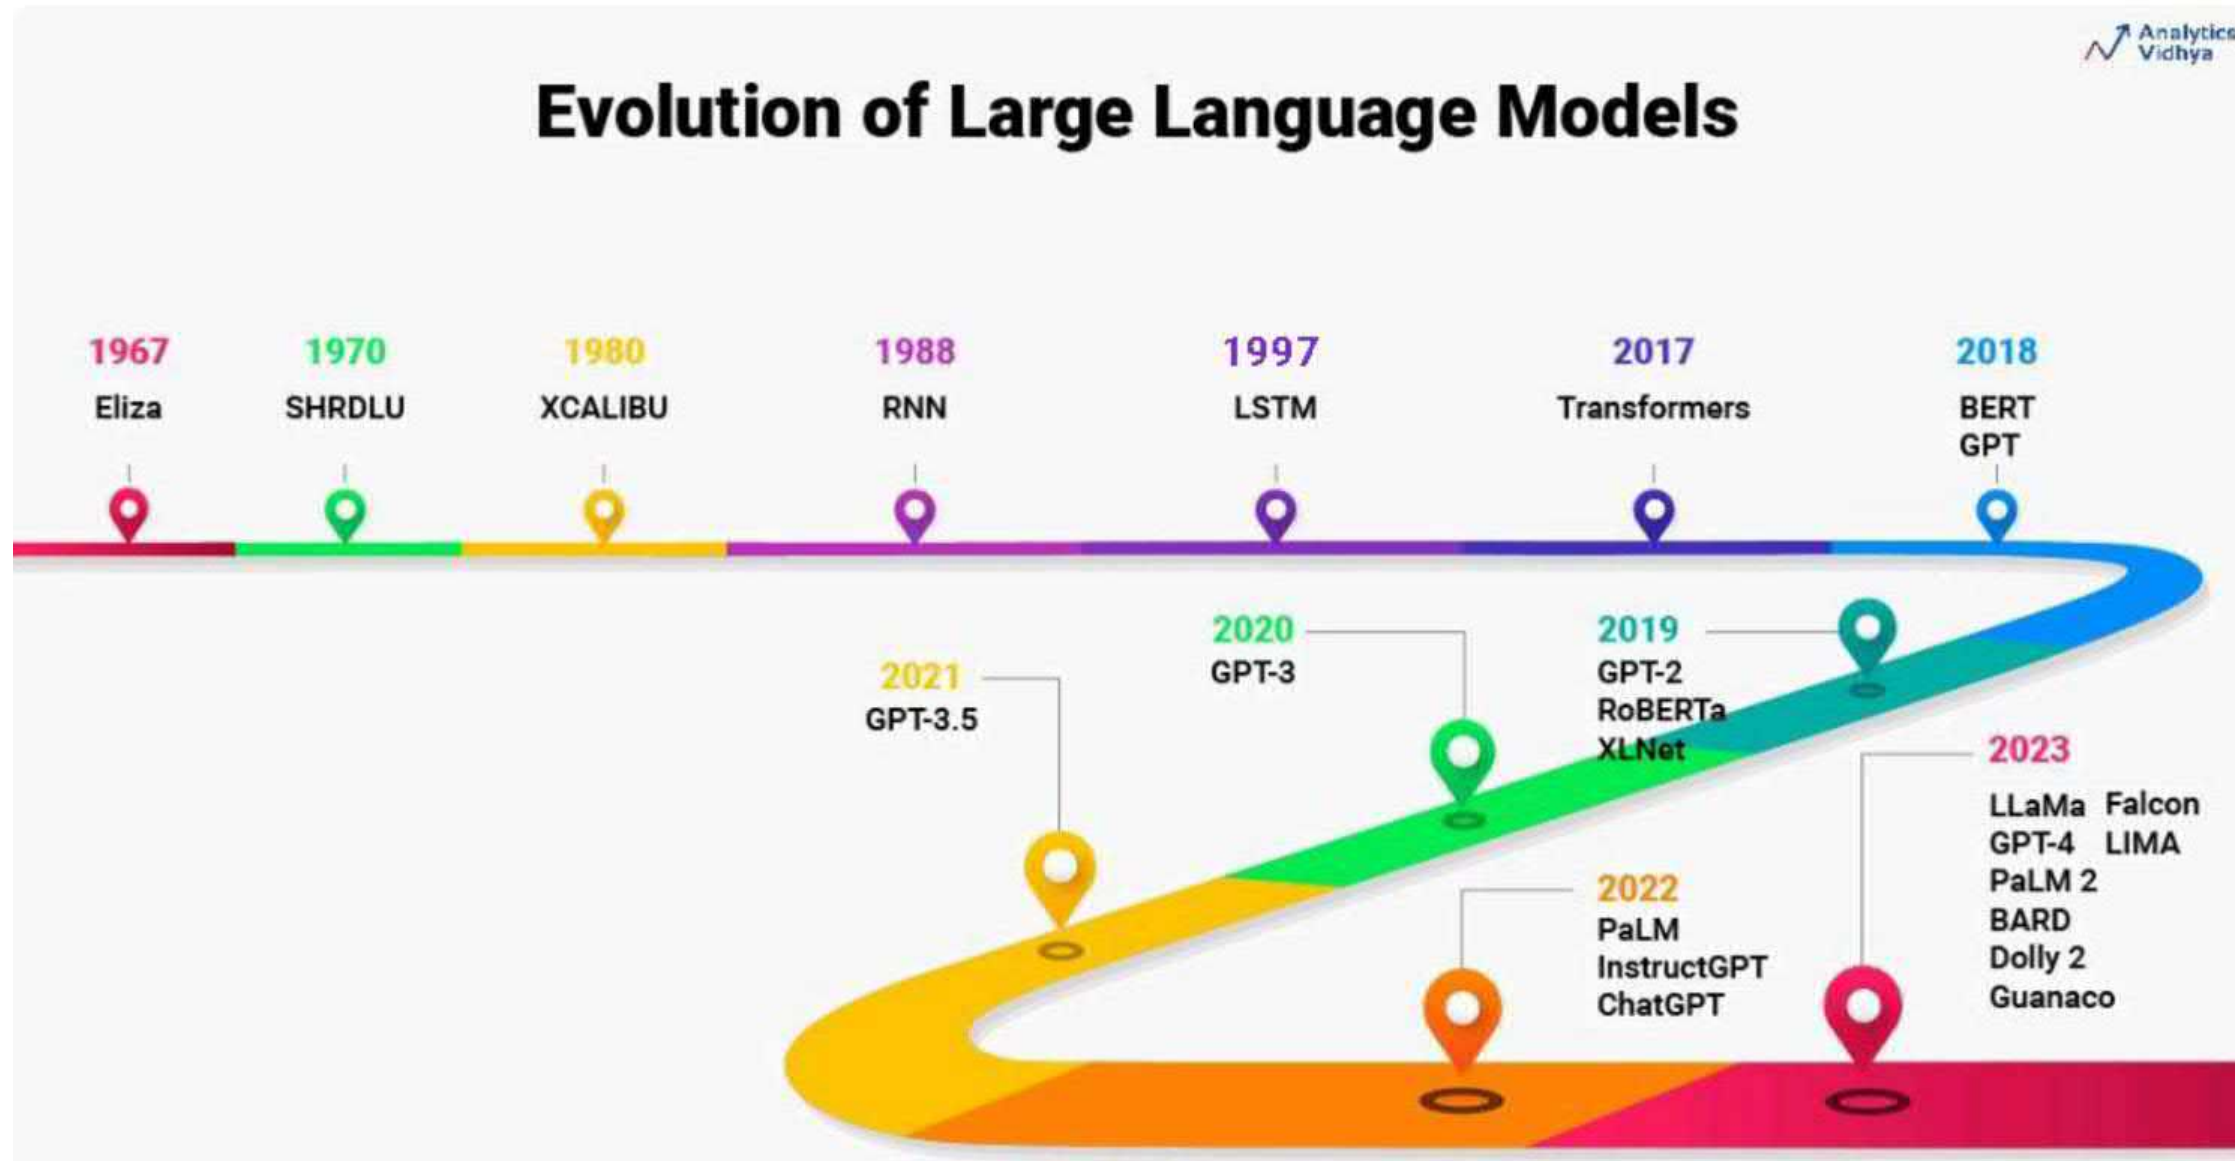 Analytics
Vidhya
Evolution of Large Language Models
1967
Eliza
1970
SHRDLU
1980
XCALIBU
1988
RNN
1997
LSTM
2017
Transformers
2018
BERT
GPT
2019
GPT-2
RoBERTa
XLNet
2020
GPT-3
2021
GPT-3.5
2022
PaLM
InstructGPT
ChatGPT
2023
LLaMa Falcon
GPT-4 LIMA
PaLM 2
BARD
Dolly 2
Guanaco